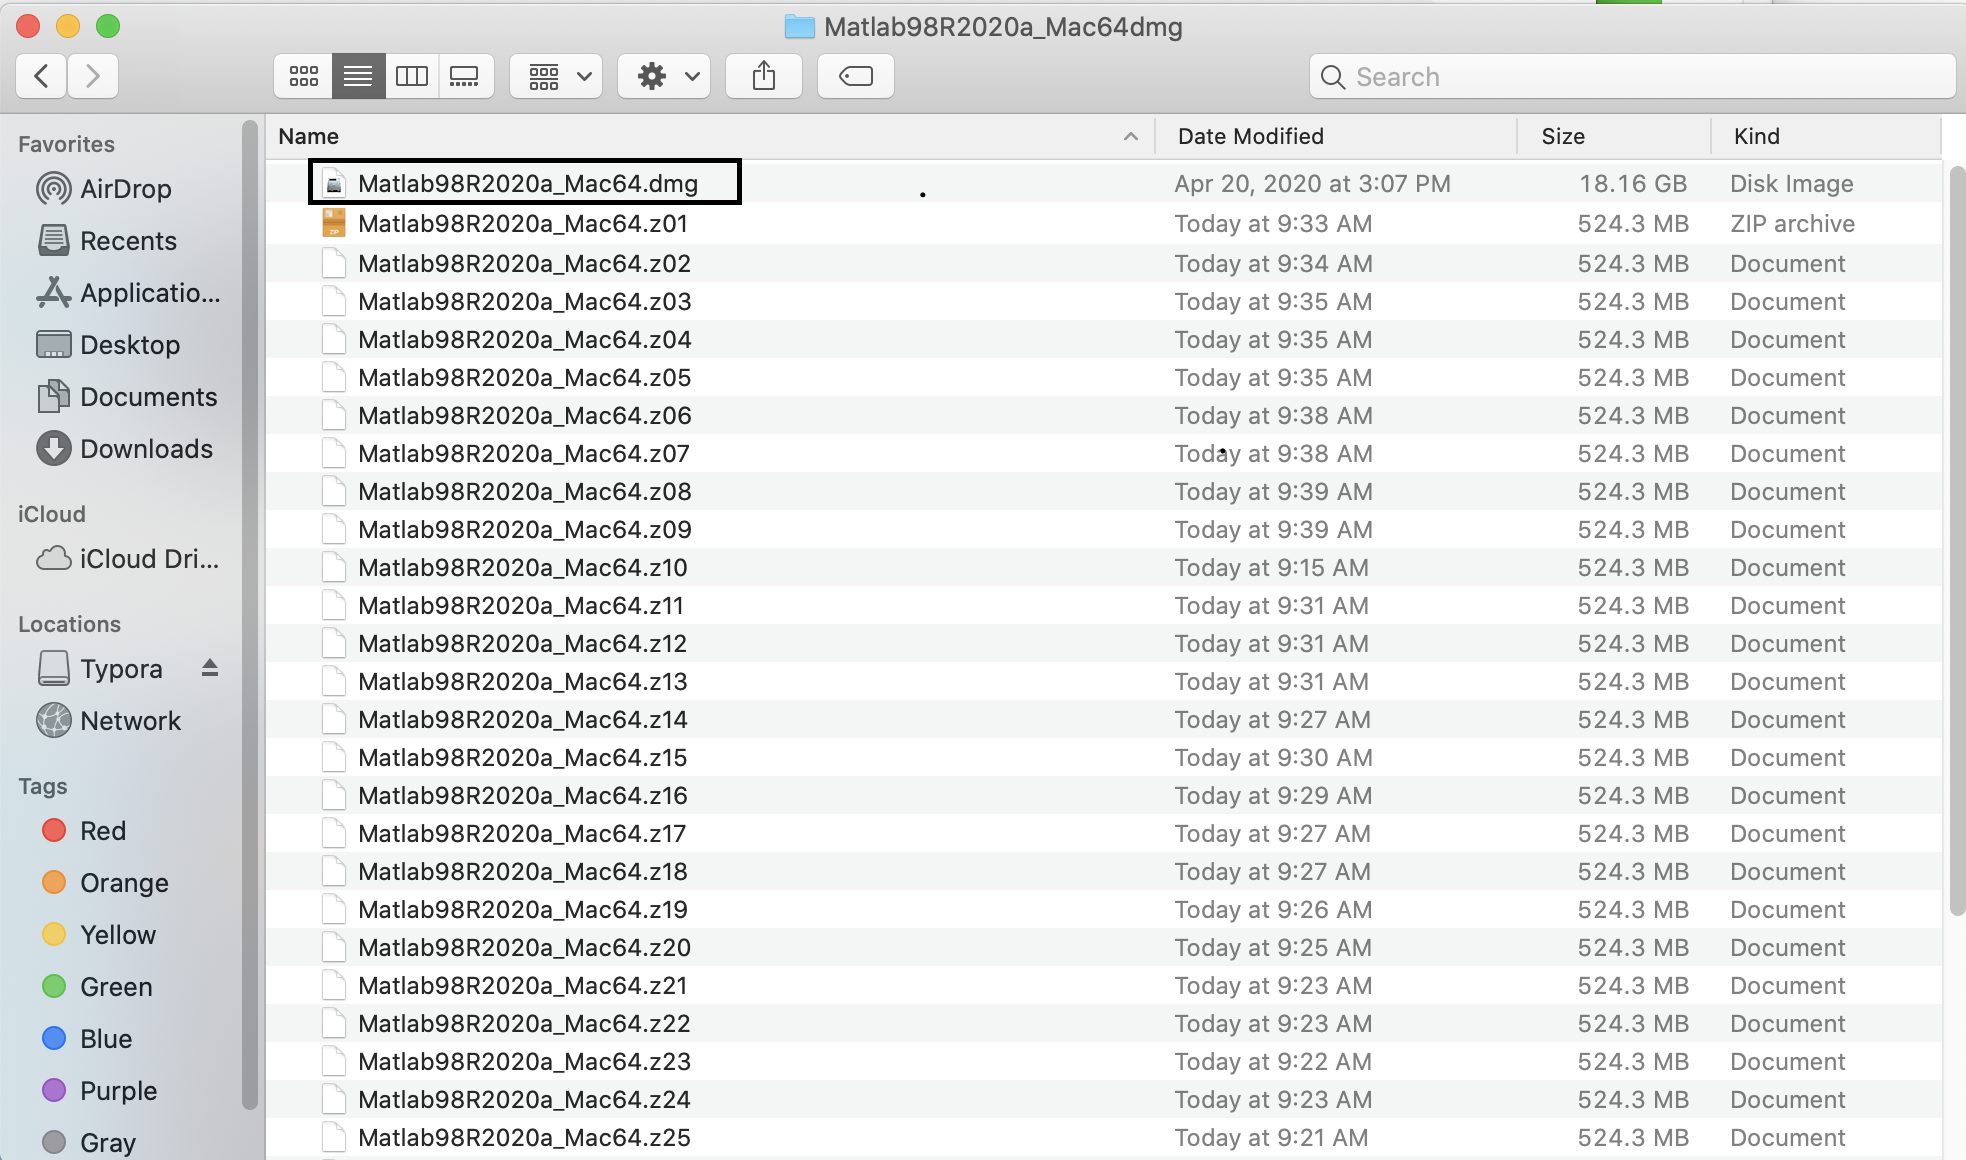 Matlab98R2020a_Mac64dmg
Search
Favorites
AirDrop
Recents
Applicatio...
Desktop
Documents
Downloads
iCloud
iCloud Dri...
Locations
Typora
Network
Tags
Red
Orange
Yellow
Green
Blue
Purple
Gray
Name Date Modified Size Kind
Matlab98R2020a_Mac64.dmg Apr 20, 2020 at 3:07 PM 18.16 GB Disk Image
Matlab98R2020a_Mac64.z01 Today at 9:33 AM 524.3 MB ZIP archive
Matlab98R2020a_Mac64.z02 Today at 9:34 AM 524.3 MB Document
Matlab98R2020a_Mac64.z03 Today at 9:35 AM 524.3 MB Document
Matlab98R2020a_Mac64.z04 Today at 9:35 AM 524.3 MB Document
Matlab98R2020a_Mac64.z05 Today at 9:35 AM 524.3 MB Document
Matlab98R2020a_Mac64.z06 Today at 9:38 AM 524.3 MB Document
Matlab98R2020a_Mac64.z07 Today at 9:38 AM 524.3 MB Document
Matlab98R2020a_Mac64.z08 Today at 9:39 AM 524.3 MB Document
Matlab98R2020a_Mac64.z09 Today at 9:39 AM 524.3 MB Document
Matlab98R2020a_Mac64.z10 Today at 9:15 AM 524.3 MB Document
Matlab98R2020a_Mac64.z11 Today at 9:31 AM 524.3 MB Document
Matlab98R2020a_Mac64.z12 Today at 9:31 AM 524.3 MB Document
Matlab98R2020a_Mac64.z13 Today at 9:31 AM 524.3 MB Document
Matlab98R2020a_Mac64.z14 Today at 9:27 AM 524.3 MB Document
Matlab98R2020a_Mac64.z15 Today at 9:30 AM 524.3 MB Document
Matlab98R2020a_Mac64.z16 Today at 9:29 AM 524.3 MB Document
Matlab98R2020a_Mac64.z17 Today at 9:27 AM 524.3 MB Document
Matlab98R2020a_Mac64.z18 Today at 9:27 AM 524.3 MB Document
Matlab98R2020a_Mac64.z19 Today at 9:26 AM 524.3 MB Document
Matlab98R2020a_Mac64.z20 Today at 9:25 AM 524.3 MB Document
Matlab98R2020a_Mac64.z21 Today at 9:23 AM 524.3 MB Document
Matlab98R2020a_Mac64.z22 Today at 9:23 AM 524.3 MB Document
Matlab98R2020a_Mac64.z23 Today at 9:22 AM 524.3 MB Document
Matlab98R2020a_Mac64.z24 Today at 9:23 AM 524.3 MB Document
Matlab98R2020a_Mac64.z25 Today at 9:21 AM 524.3 MB Document